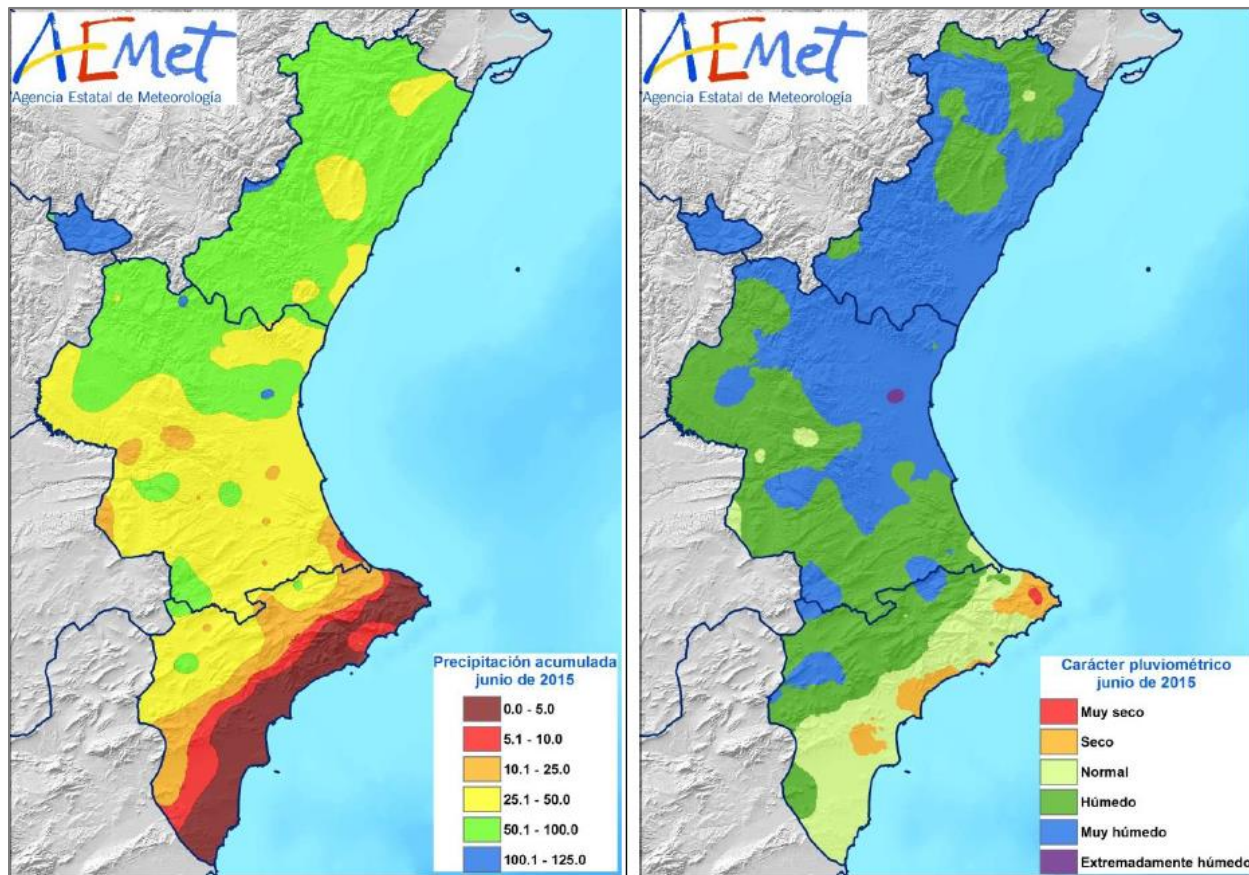 AEMet
Agencia Estatal de Meteorología
Precipitación acumulada
junio de 2015
0.0 - 5.0
5.1 - 10.0
10.1 - 25.0
25.1 - 50.0
50.1 - 100.0
100.1 - 125.0
AEMet
Agencia Estatal de Meteorología
Carácter pluviométrico
junio de 2015
Muy seco
Seco
Normal
Húmedo
Muy húmedo
Extremadamente húmedo